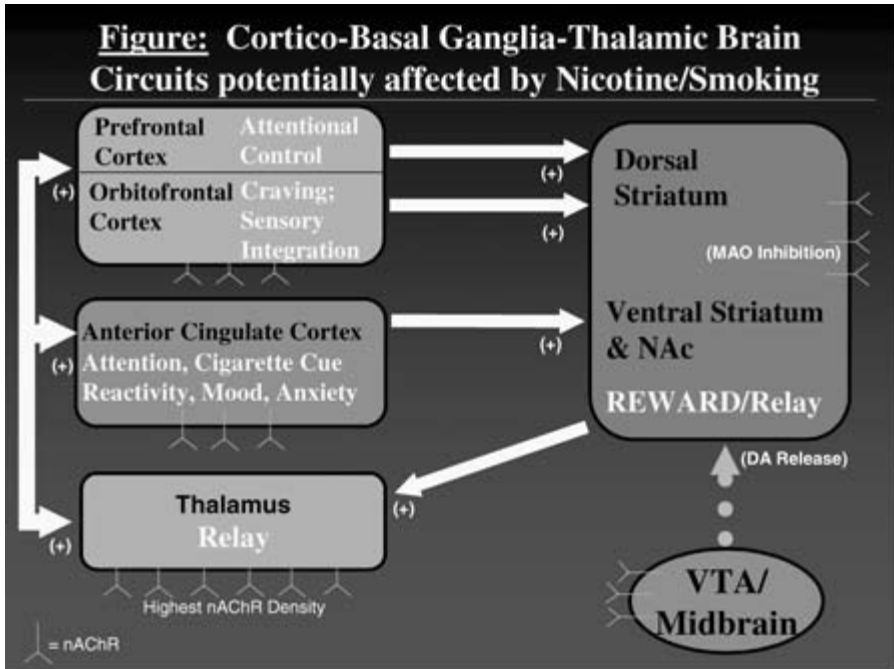 Figure: Cortico-Basal Ganglia-Thalamic Brain
Circuits potentially affected by Nicotine/Smoking
Prefrontal
Cortex
Attentional
Control
Orbitofrontal
Cortex
Craving;
Sensory
Integration
(+)
(+)
(+)
Dorsal
Striatum
(MAO Inhibition)
Ventral Striatum
& NAc
REWARD/Relay
Anterior Cingulate Cortex
Attention, Cigarette Cue
Reactivity, Mood, Anxiety
(+)
(+)
(DA Release)
Thalamus
Relay
(+)
(+)
Highest nAChR Density
VTA/
Midbrain
= nAChR